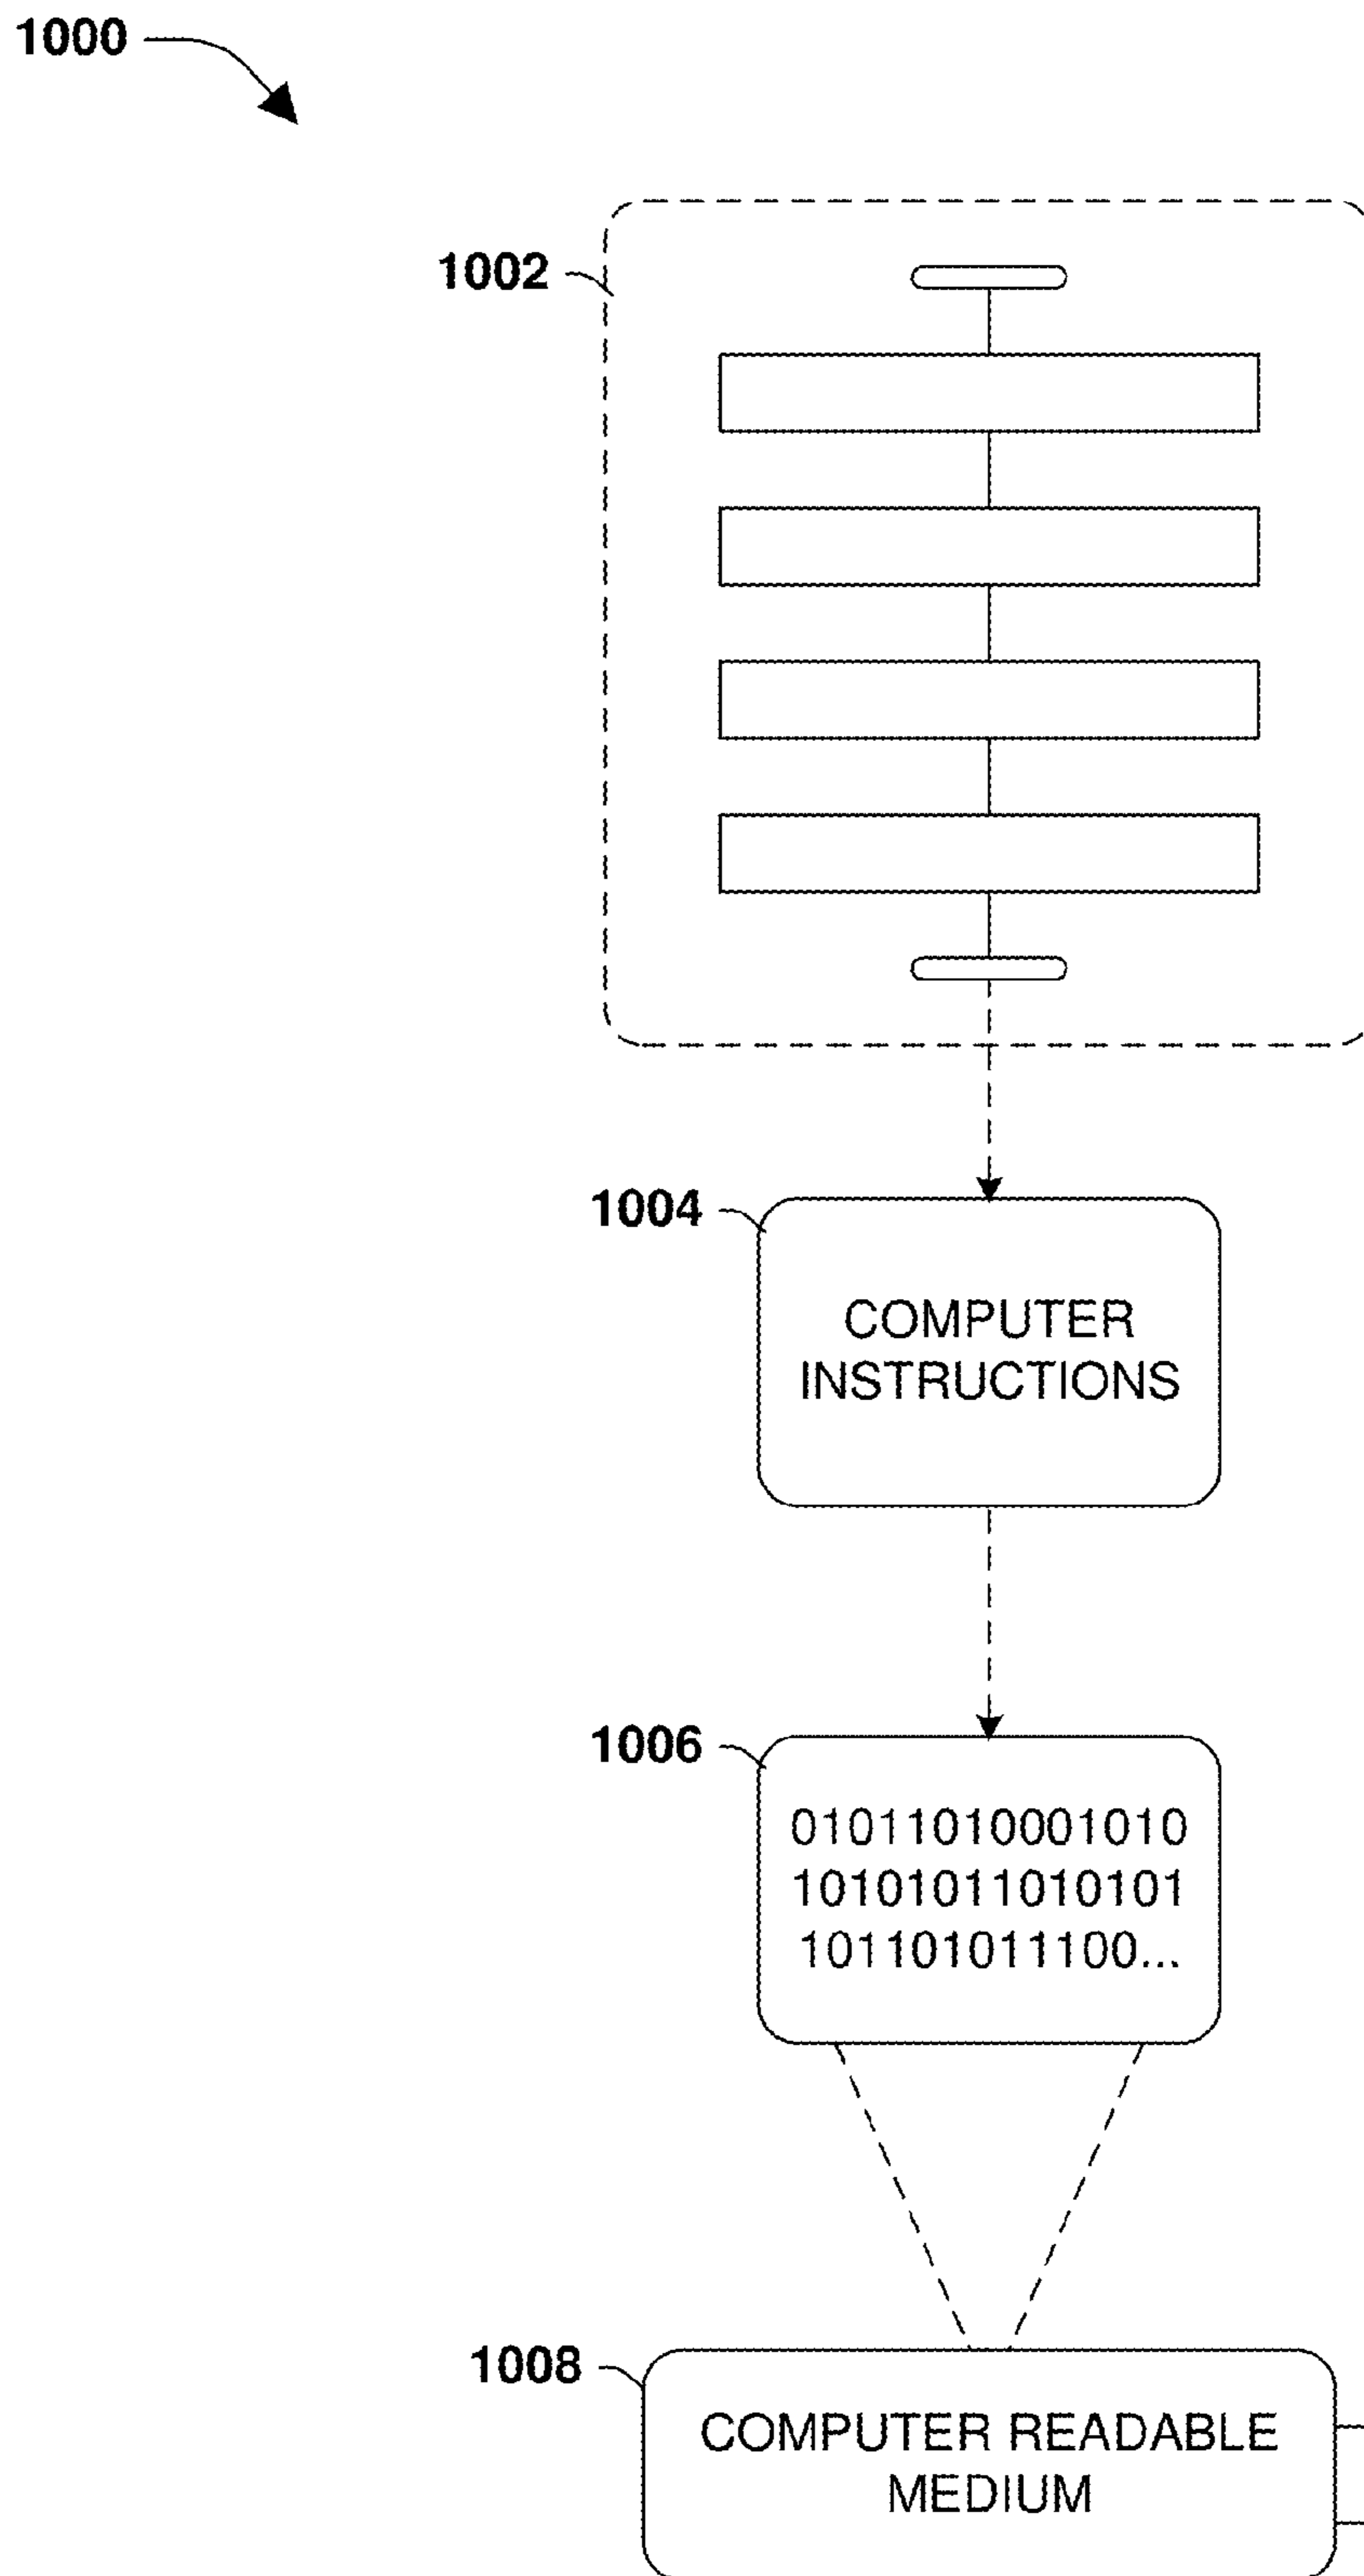 1000
1002
1004
COMPUTER
INSTRUCTIONS
1006
01011010001010
10101011010101
101101011100...
1008
COMPUTER READABLE
MEDIUM